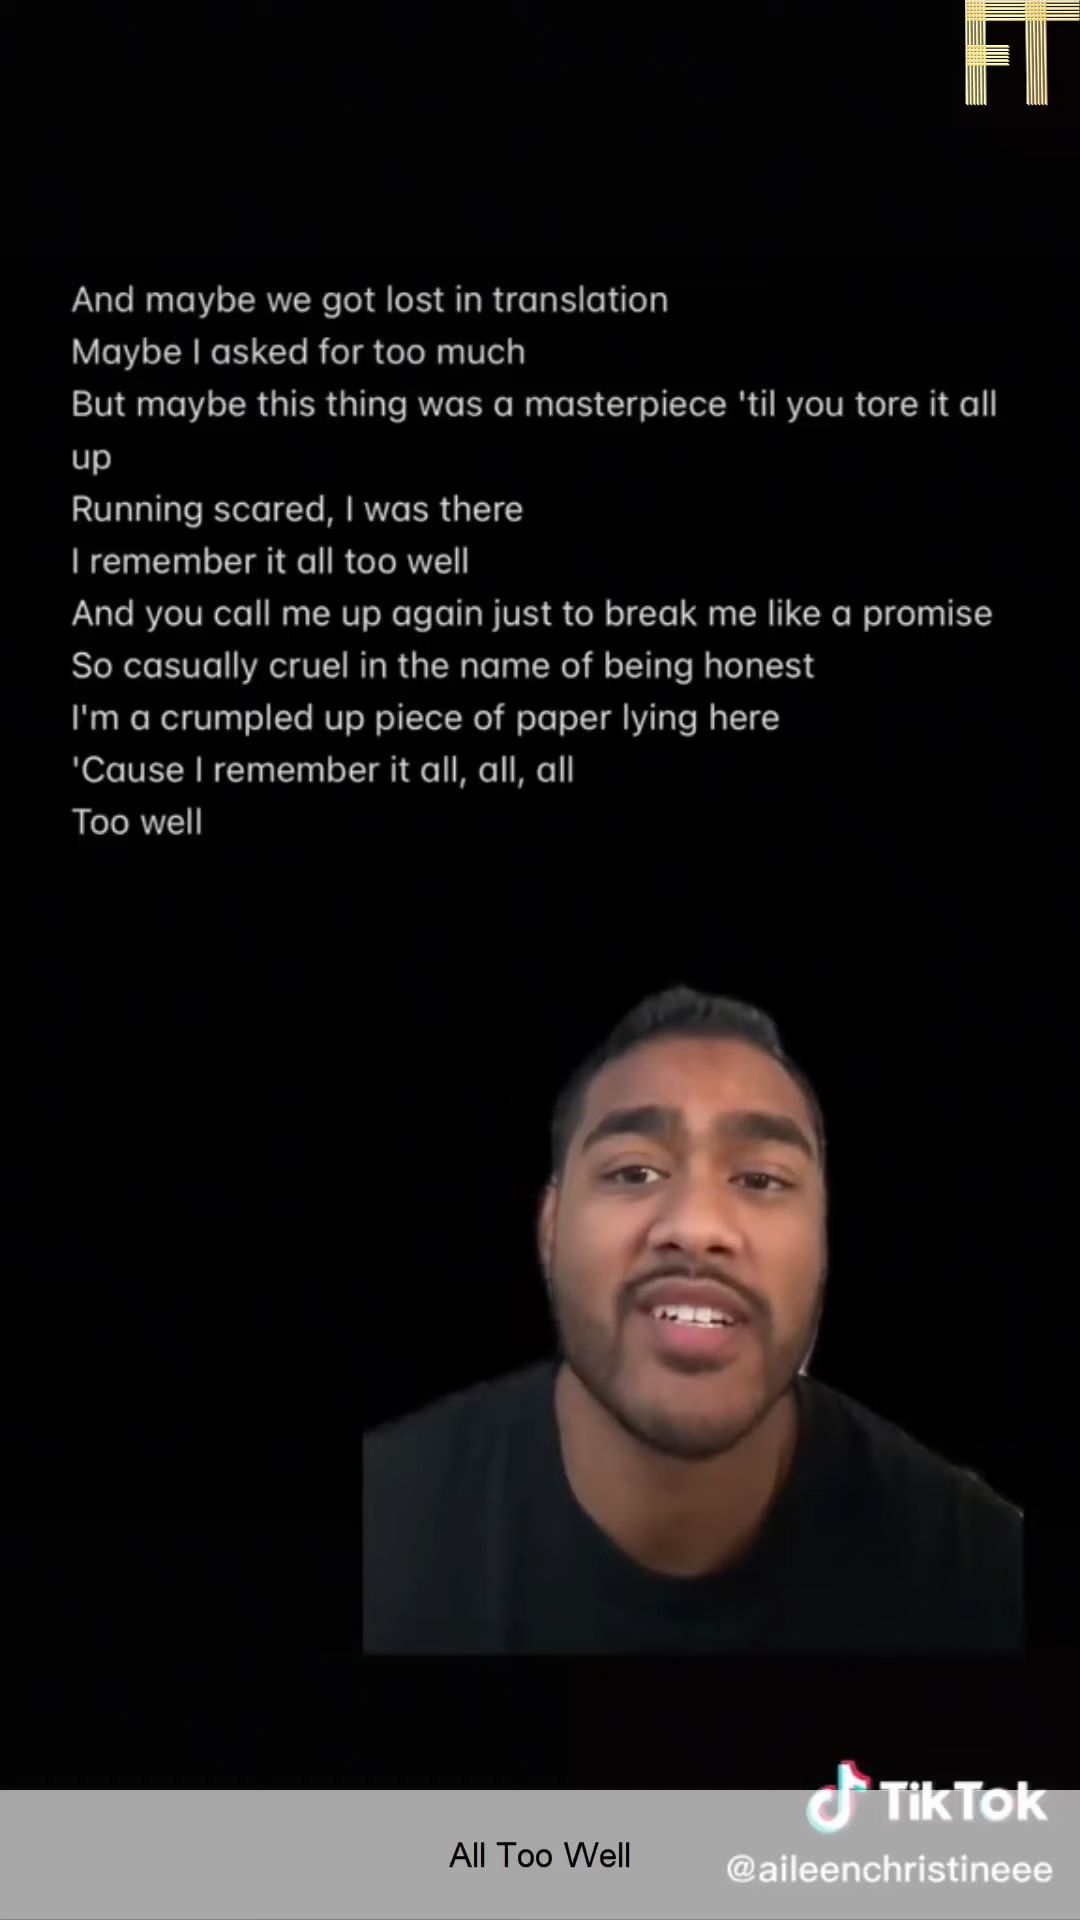 FT
And maybe we got lost in translation
Maybe I asked for too much
But maybe this thing was a masterpiece 'til you tore it all
up
Running scared, I was there
I remember it all too well
And you call me up again just to break me like a promise
So casually cruel in the name of being honest
I'm a crumpled up piece of paper lying here
'Cause I remember it all, all, all
Too well
TikTok
All Too Well
@aileenchristineee